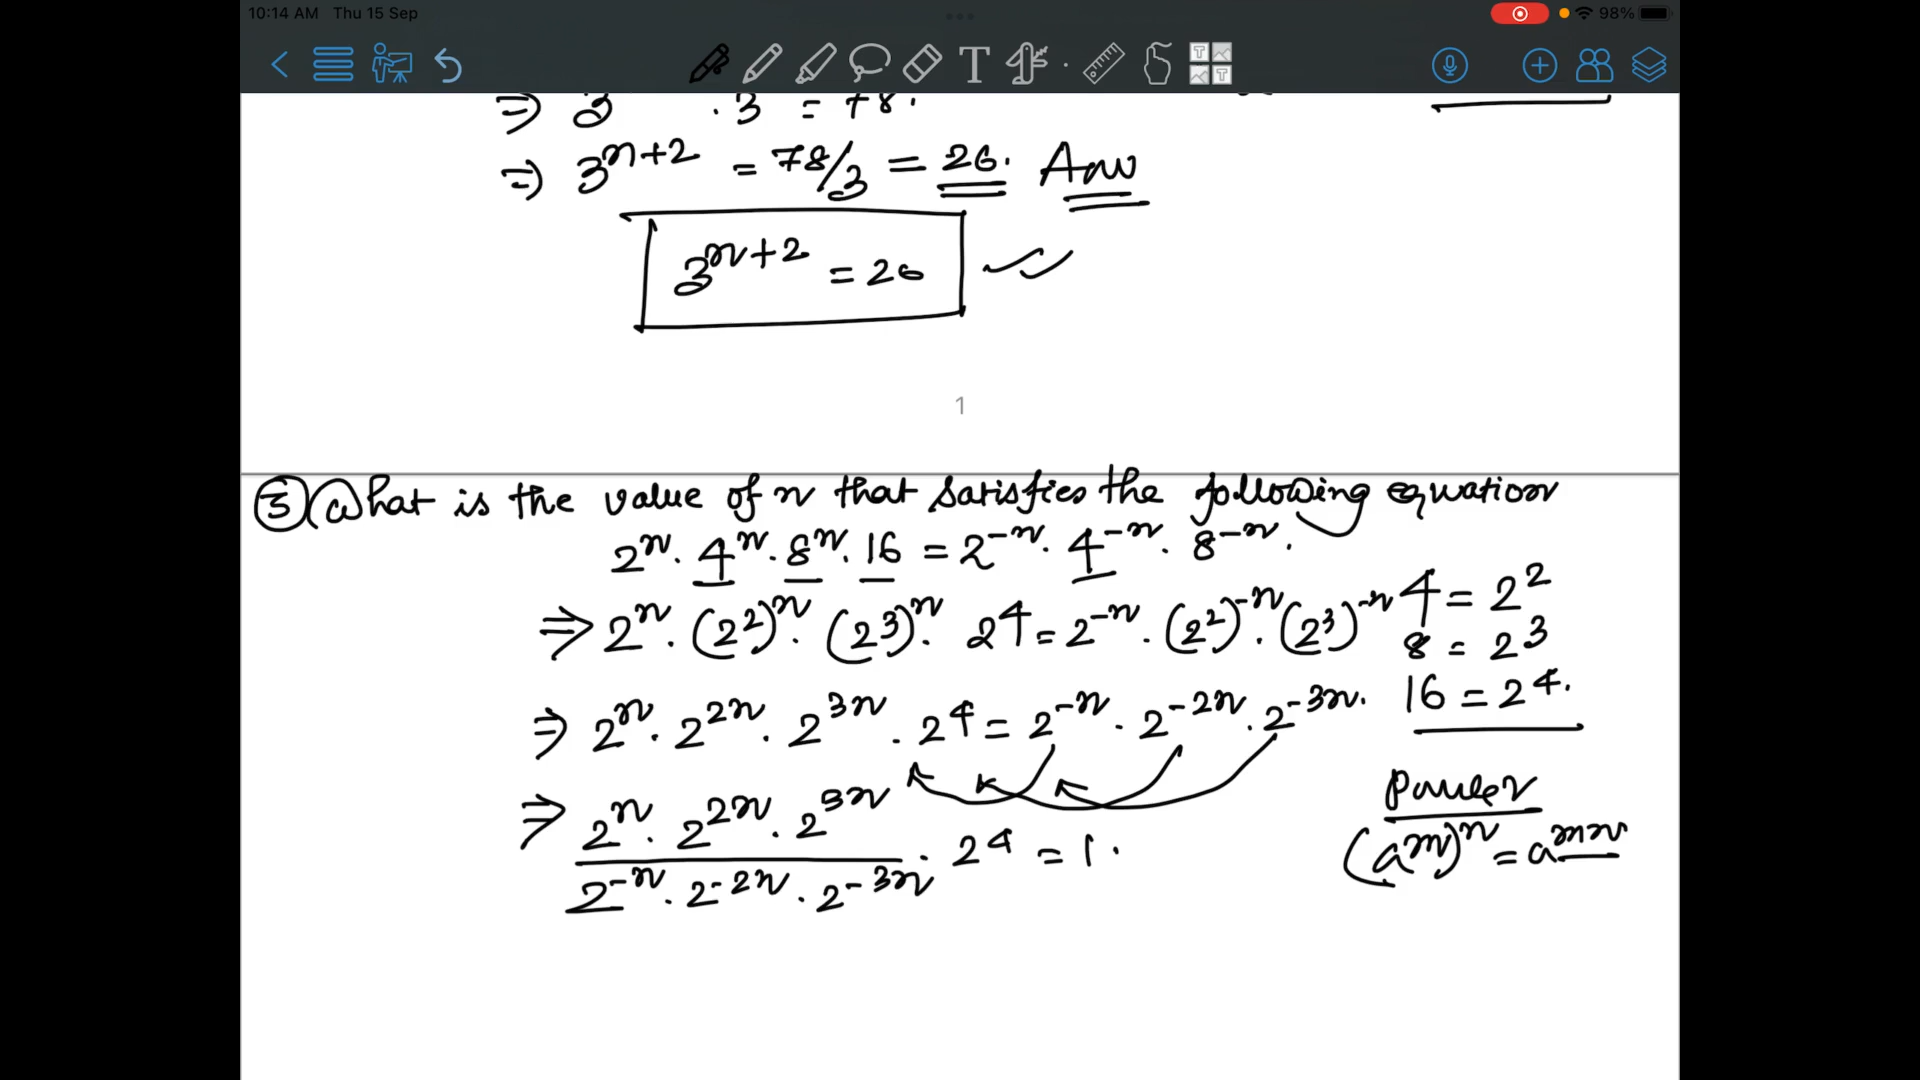 10:14 AM Thu 15 Sep
98%
⇒ 3 · 3 = 78.
⇒ 3^{n+2} = 78/3 = 26. Ans
3^{n+2} = 26
1
5 What is the value of n that satisfies the following equation
2^n · 4^n · 8^n · 16 = 2^{-n} · 4^{-n} · 8^{-n}.
⇒ 2^n · (2^2)^n · (2^3)^n · 2^4 = 2^{-n} · (2^2)^{-n} · (2^3)^{-n}
4 = 2^2
8 = 2^3
16 = 2^4.
⇒ 2^n · 2^{2n} · 2^{3n} · 2^4 = 2^{-n} · 2^{-2n} · 2^{-3n}.
⇒ 2^n · 2^{2n} · 2^{3n} / 2^{-n} · 2^{-2n} · 2^{-3n} · 2^4 = 1.
Power
(a^m)^n = a^{mn}